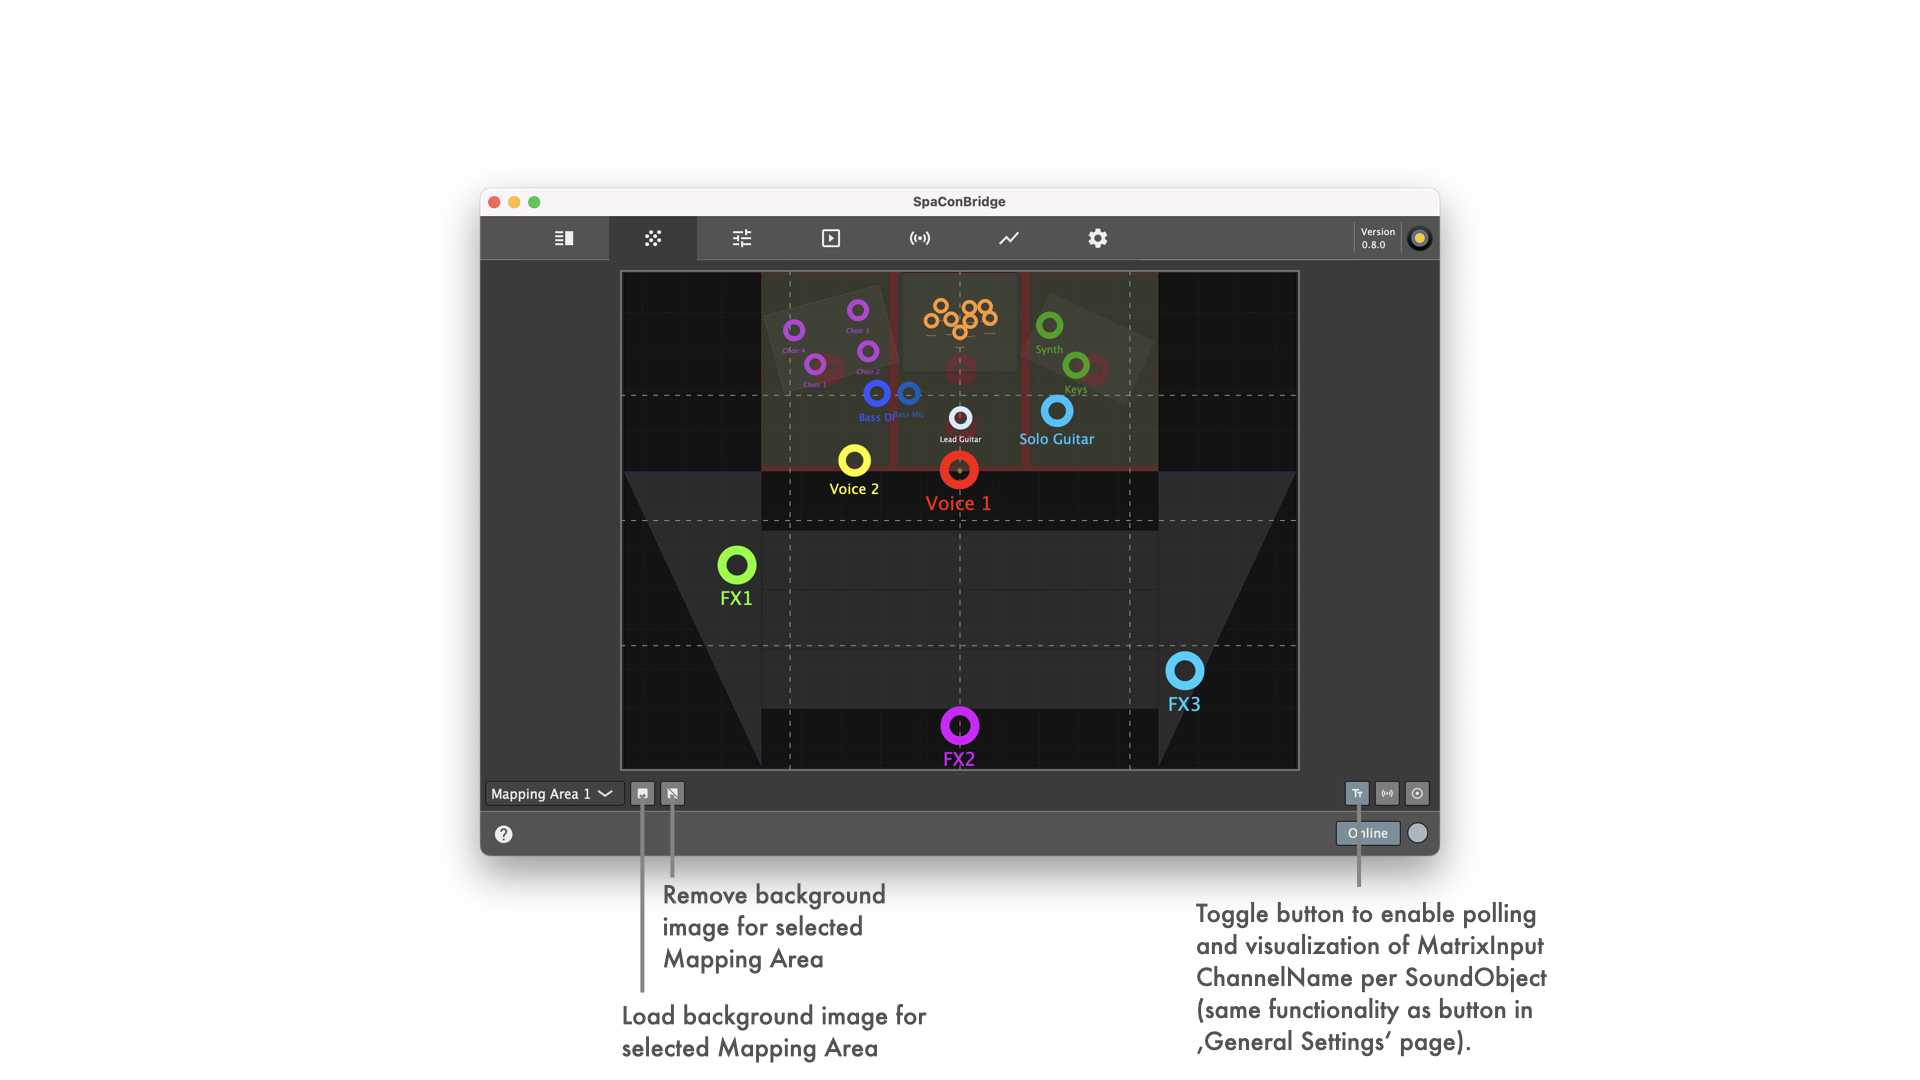 SpaConBridge
Version
0.8.0
Choir 3
Choir 4
Choir 2
Choir 1
Synth
Keys
Bass DI
Bass Mic
Lead Guitar
Solo Guitar
Voice 2
Voice 1
FX1
FX3
FX2
Mapping Area 1
Tт
Online
?
Remove background
image for selected
Mapping Area
Load background image for
selected Mapping Area
Toggle button to enable polling
and visualization of MatrixInput
ChannelName per SoundObject
(same functionality as button in
‚General Settings‘ page).